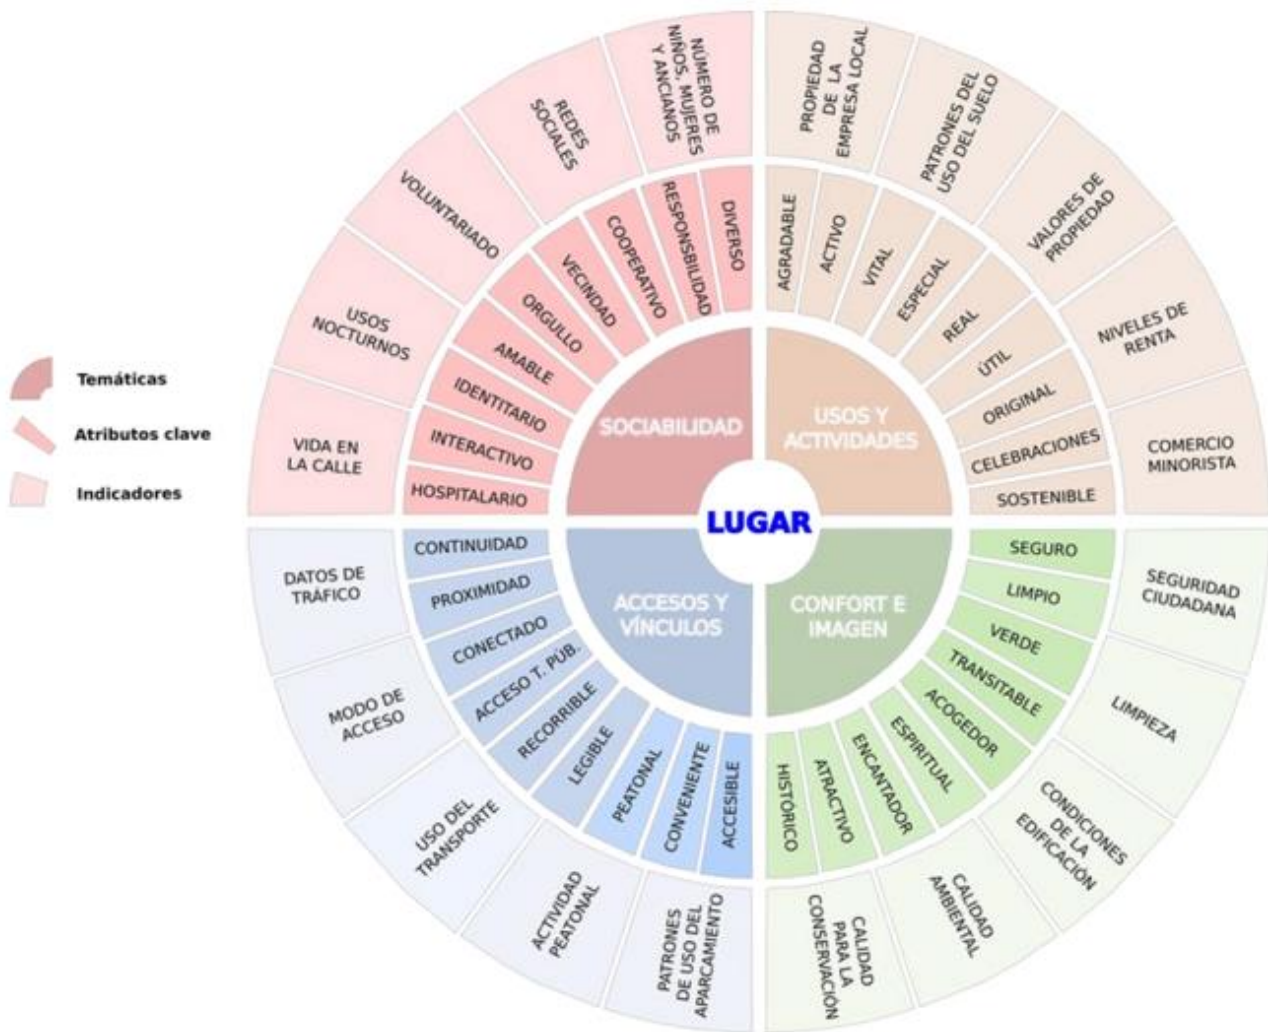 Temáticas
Atributos clave
Indicadores
LUGAR
SOCIABILIDAD
USOS Y
ACTIVIDADES
ACCESOS Y
VÍNCULOS
CONFORT E
IMAGEN
HOSPITALARIO
INTERACTIVO
IDENTITARIO
AMABLE
ORGULLO
VECINDAD
COOPERATIVO
RESPONSBILIDAD
DIVERSO
AGRADABLE
ACTIVO
VITAL
ESPECIAL
REAL
ÚTIL
ORIGINAL
CELEBRACIONES
SOSTENIBLE
SEGURO
LIMPIO
VERDE
TRANSITABLE
ACOGEDOR
ESPIRITUAL
ENCANTADOR
ATRACTIVO
HISTÓRICO
ACCESIBLE
CONVENIENTE
PEATONAL
LEGIBLE
RECORRIBLE
ACCESO T. PÚB.
CONECTADO
PROXIMIDAD
CONTINUIDAD
VIDA EN
LA CALLE
USOS
NOCTURNOS
VOLUNTARIADO
REDES
SOCIALES
NÚMERO DE
NIÑOS, MUJERES
Y ANCIANOS
PROPIEDAD
DE LA
EMPRESA LOCAL
PATRONES DEL
USO DEL SUELO
VALORES DE
PROPIEDAD
NIVELES DE
RENTA
COMERCIO
MINORISTA
SEGURIDAD
CIUDADANA
LIMPIEZA
CONDICIONES
DE LA
EDIFICACIÓN
CALIDAD
AMBIENTAL
CALIDAD
PARA LA
CONSERVACIÓN
PATRONES
DE USO DEL
APARCAMIENTO
ACTIVIDAD
PEATONAL
USO DEL
TRANSPORTE
MODO DE
ACCESO
DATOS DE
TRÁFICO